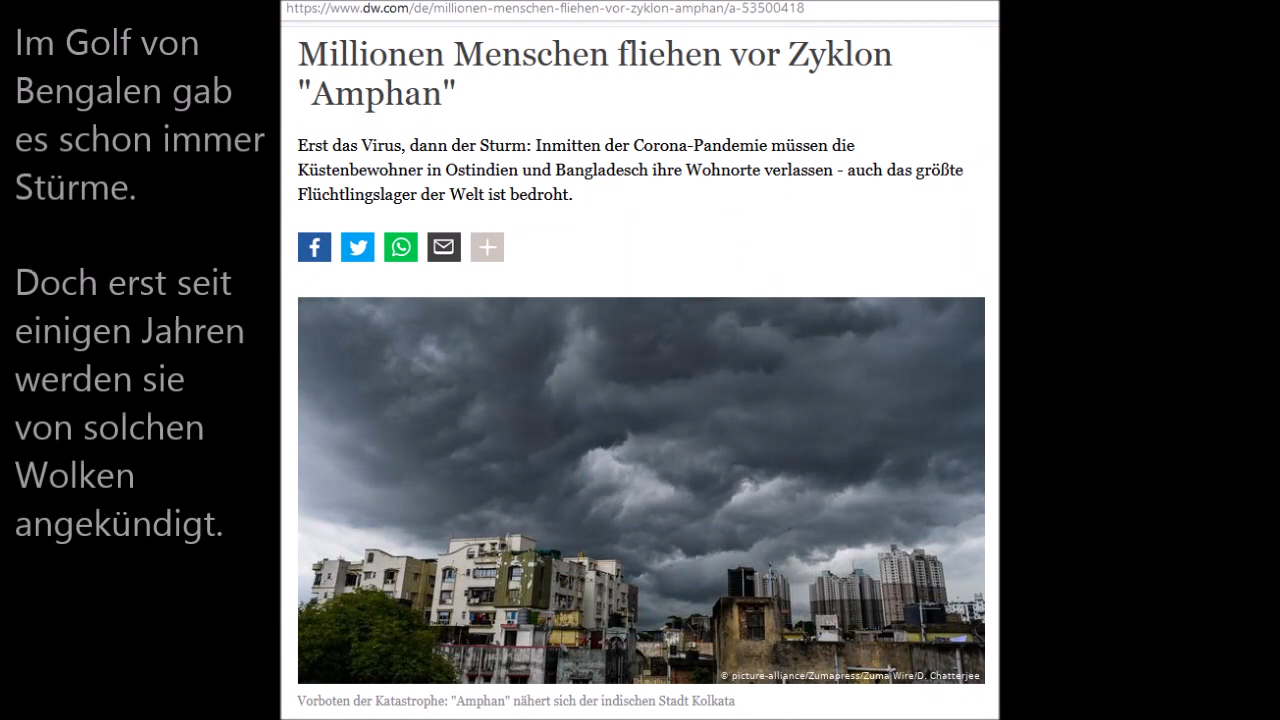 Im Golf von
Bengalen gab
es schon immer
Stürme.
Doch erst seit
einigen Jahren
werden sie
von solchen
Wolken
angekündigt.
https://www.dw.com/de/millionen-menschen-fliehen-vor-zyklon-amphan/a-53500418
Millionen Menschen fliehen vor Zyklon
"Amphan"
Erst das Virus, dann der Sturm: Inmitten der Corona-Pandemie müssen die
Küstenbewohner in Ostindien und Bangladesch ihre Wohnorte verlassen - auch das größte
Flüchtlingslager der Welt ist bedroht.
© picture-alliance/Zumapress/Zuma Wire/D. Chatterjee
Vorboten der Katastrophe: "Amphan" nähert sich der indischen Stadt Kolkata